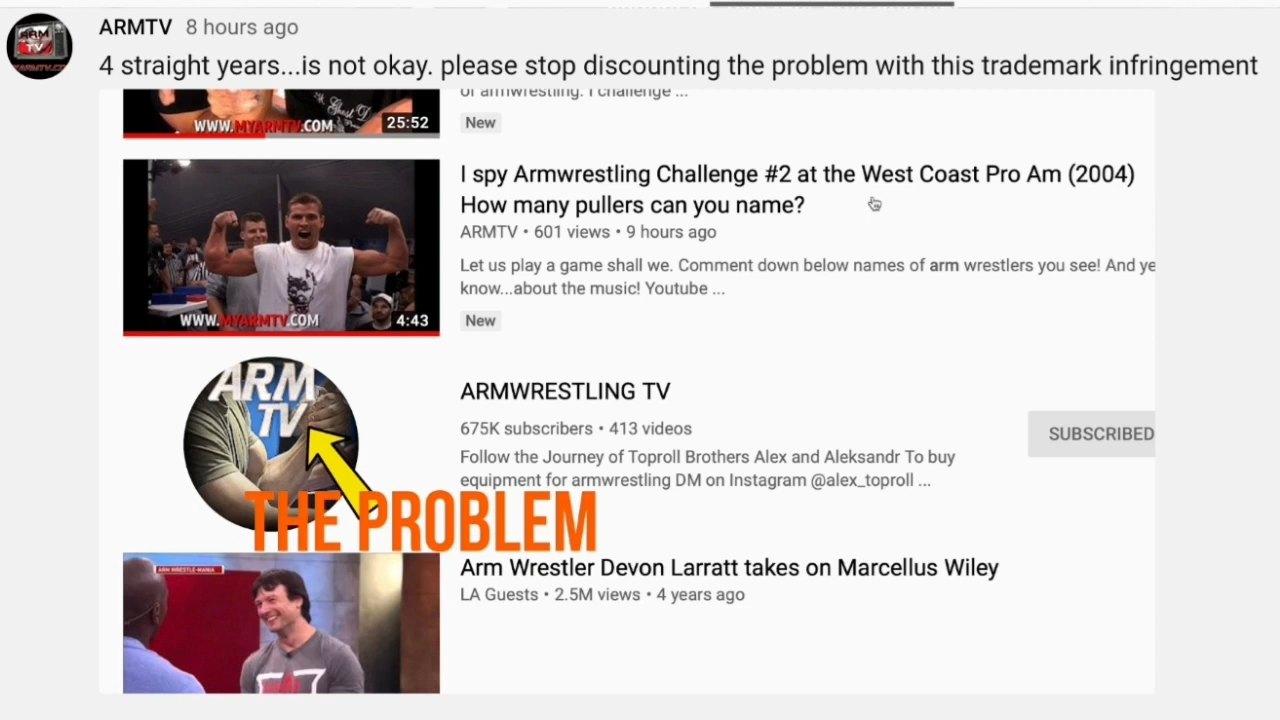 ARMTV 8 hours ago
4 straight years...is not okay. please stop discounting the problem with this trademark infringement
ARM
TV
of armwrestling. I challenge ...
WWW.MYARMTV.COM
25:52
New
I spy Armwrestling Challenge #2 at the West Coast Pro Am (2004)
How many pullers can you name?
ARMTV • 601 views • 9 hours ago
Let us play a game shall we. Comment down below names of arm wrestlers you see! And ye
know...about the music! Youtube ...
WWW.MYARMTV.COM
4:43
New
ARM
TV
ARMWRESTLING TV
675K subscribers • 413 videos
SUBSCRIBED
Follow the Journey of Toproll Brothers Alex and Aleksandr To buy
equipment for armwrestling DM on Instagram @alex_toproll ...
THE PROBLEM
ARM WRESTLE-MANIA
Arm Wrestler Devon Larratt takes on Marcellus Wiley
LA Guests • 2.5M views • 4 years ago